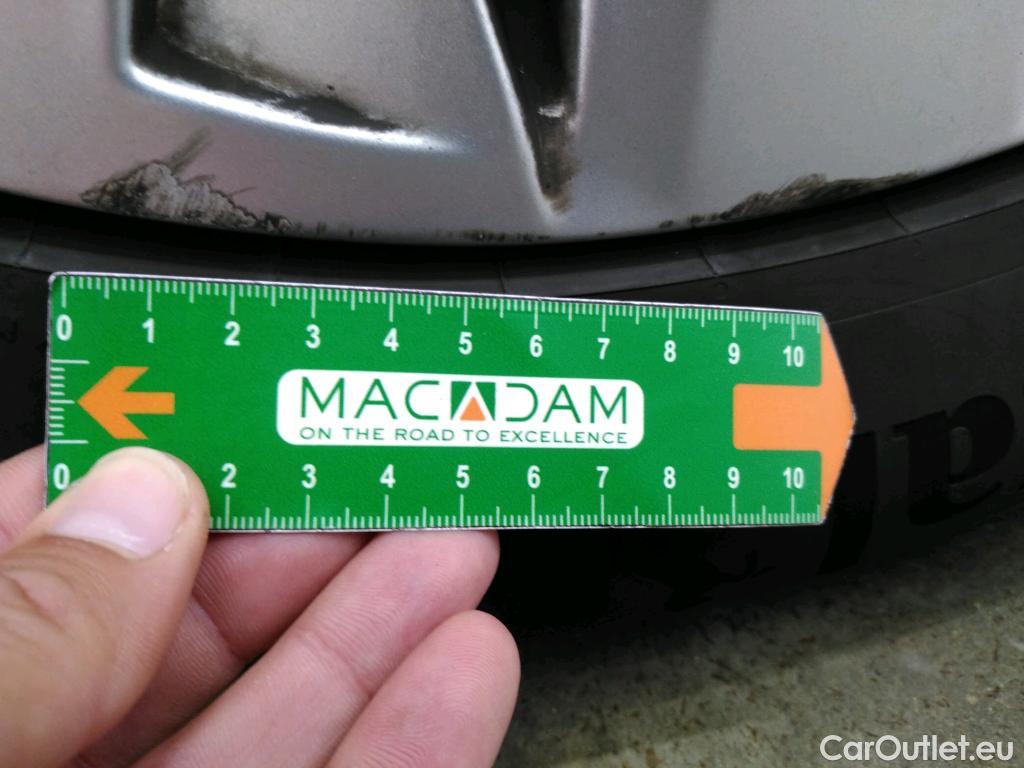 0 1 2 3 4 5 6 7 8 9 10
MACADAM
ON THE ROAD TO EXCELLENCE
0 2 3 4 5 6 7 8 9 10
CarOutlet.eu